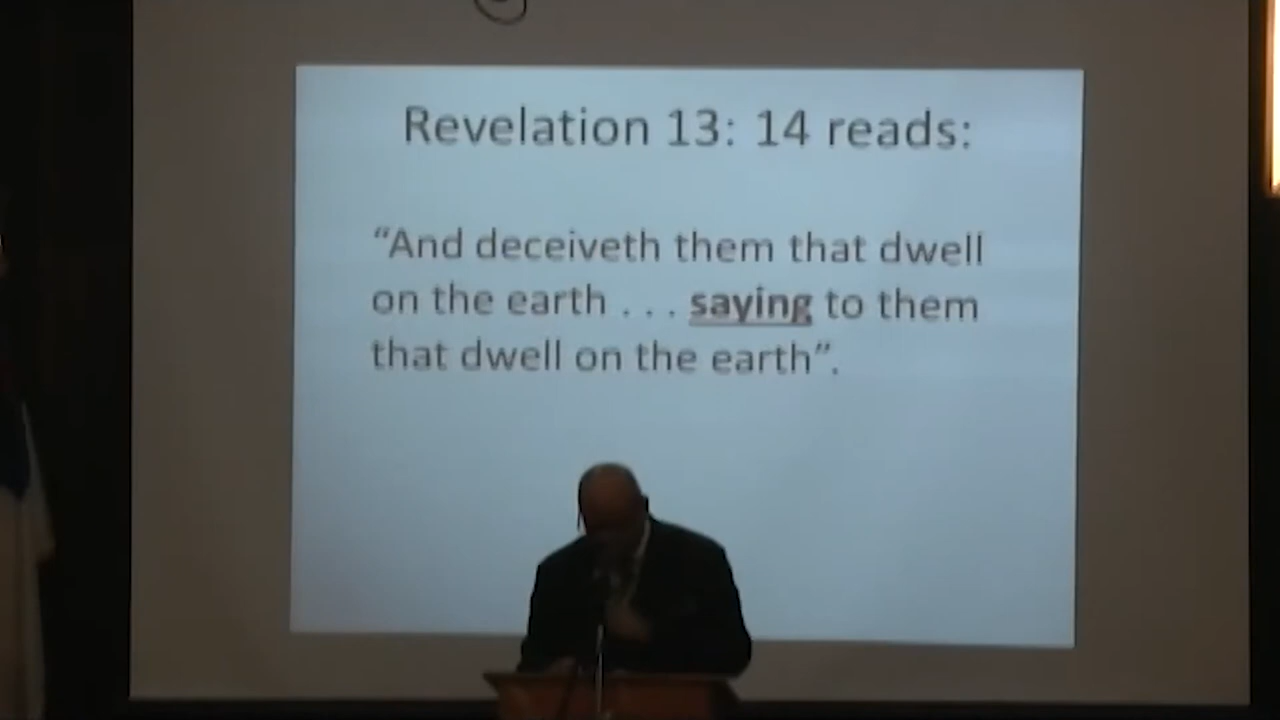 Revelation 13: 14 reads:
“And deceiveth them that dwell
on the earth . . . saying to them
that dwell on the earth”.